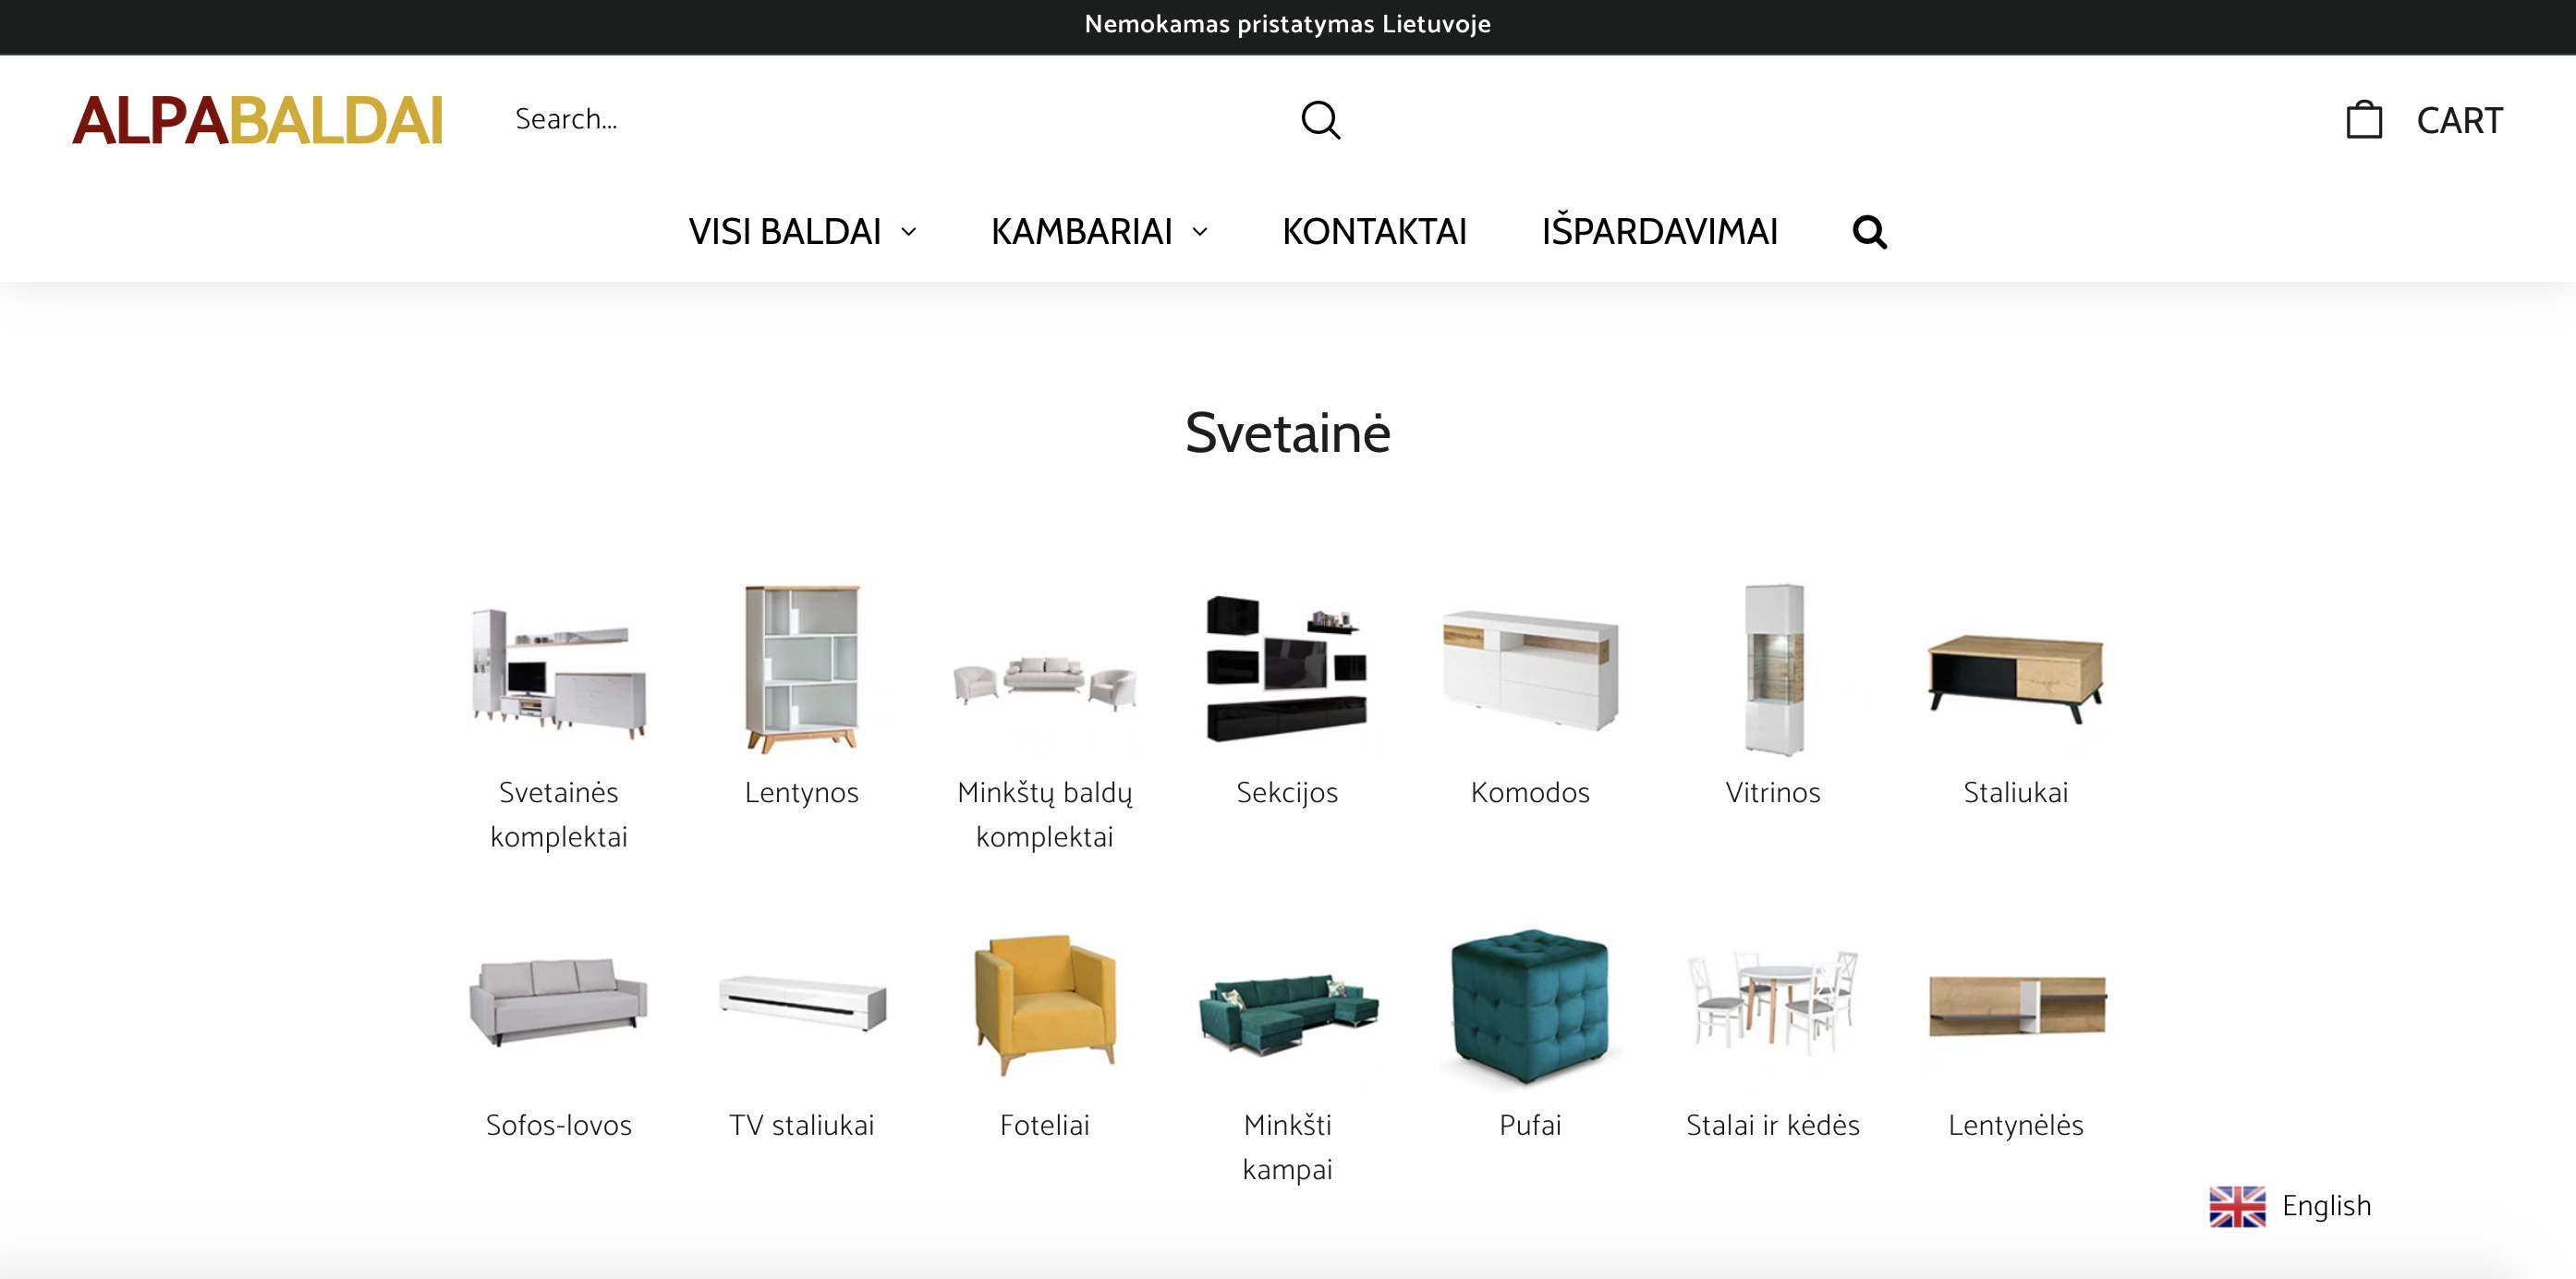 Nemokamas pristatymas Lietuvoje
ALPABALDAI
Search...
CART
VISI BALDAI
KAMBARIAI
KONTAKTAI
IŠPARDAVIMAI
Svetainė
Svetainės
komplektai
Lentynos
Minkštų baldų
komplektai
Sekcijos
Komodos
Vitrinos
Staliukai
Sofos-lovos
TV staliukai
Foteliai
Minkšti
kampai
Pufai
Stalai ir kėdės
Lentynėlės
English